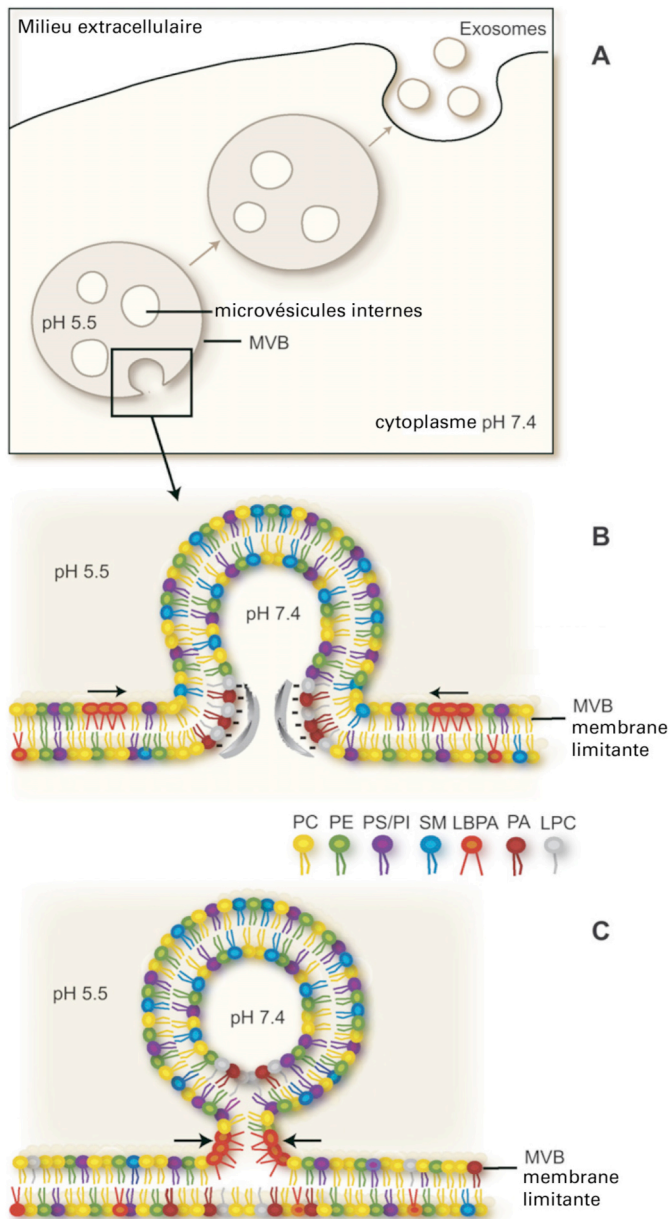 Milieu extracellulaire
Exosomes
A
pH 5.5
microvésicules internes
MVB
cytoplasme pH 7.4
B
pH 5.5
pH 7.4
MVB
membrane
limitante
PC PE PS/PI SM LBPA PA LPC
C
pH 5.5
pH 7.4
MVB
membrane
limitante